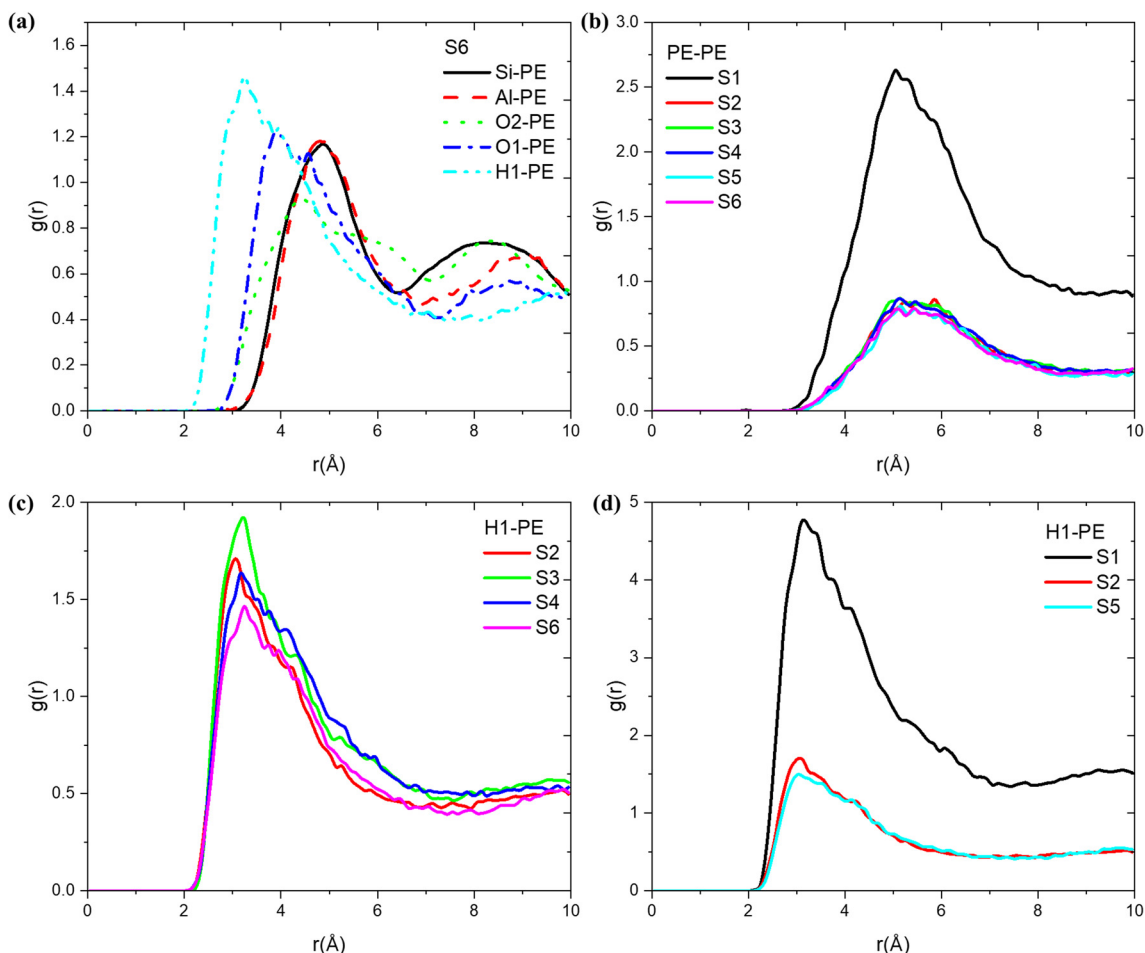 (a)
S6
Si-PE
Al-PE
O2-PE
O1-PE
H1-PE
g(r)
1.6
1.4
1.2
1.0
0.8
0.6
0.4
0.2
0.0
0 2 4 6 8 10
r(Å)
(b)
PE-PE
S1
S2
S3
S4
S5
S6
g(r)
3.0
2.5
2.0
1.5
1.0
0.5
0.0
0 2 4 6 8 10
r(Å)
(c)
H1-PE
S2
S3
S4
S6
g(r)
2.0
1.5
1.0
0.5
0.0
0 2 4 6 8 10
r(Å)
(d)
H1-PE
S1
S2
S5
g(r)
5
4
3
2
1
0
0 2 4 6 8 10
r(Å)